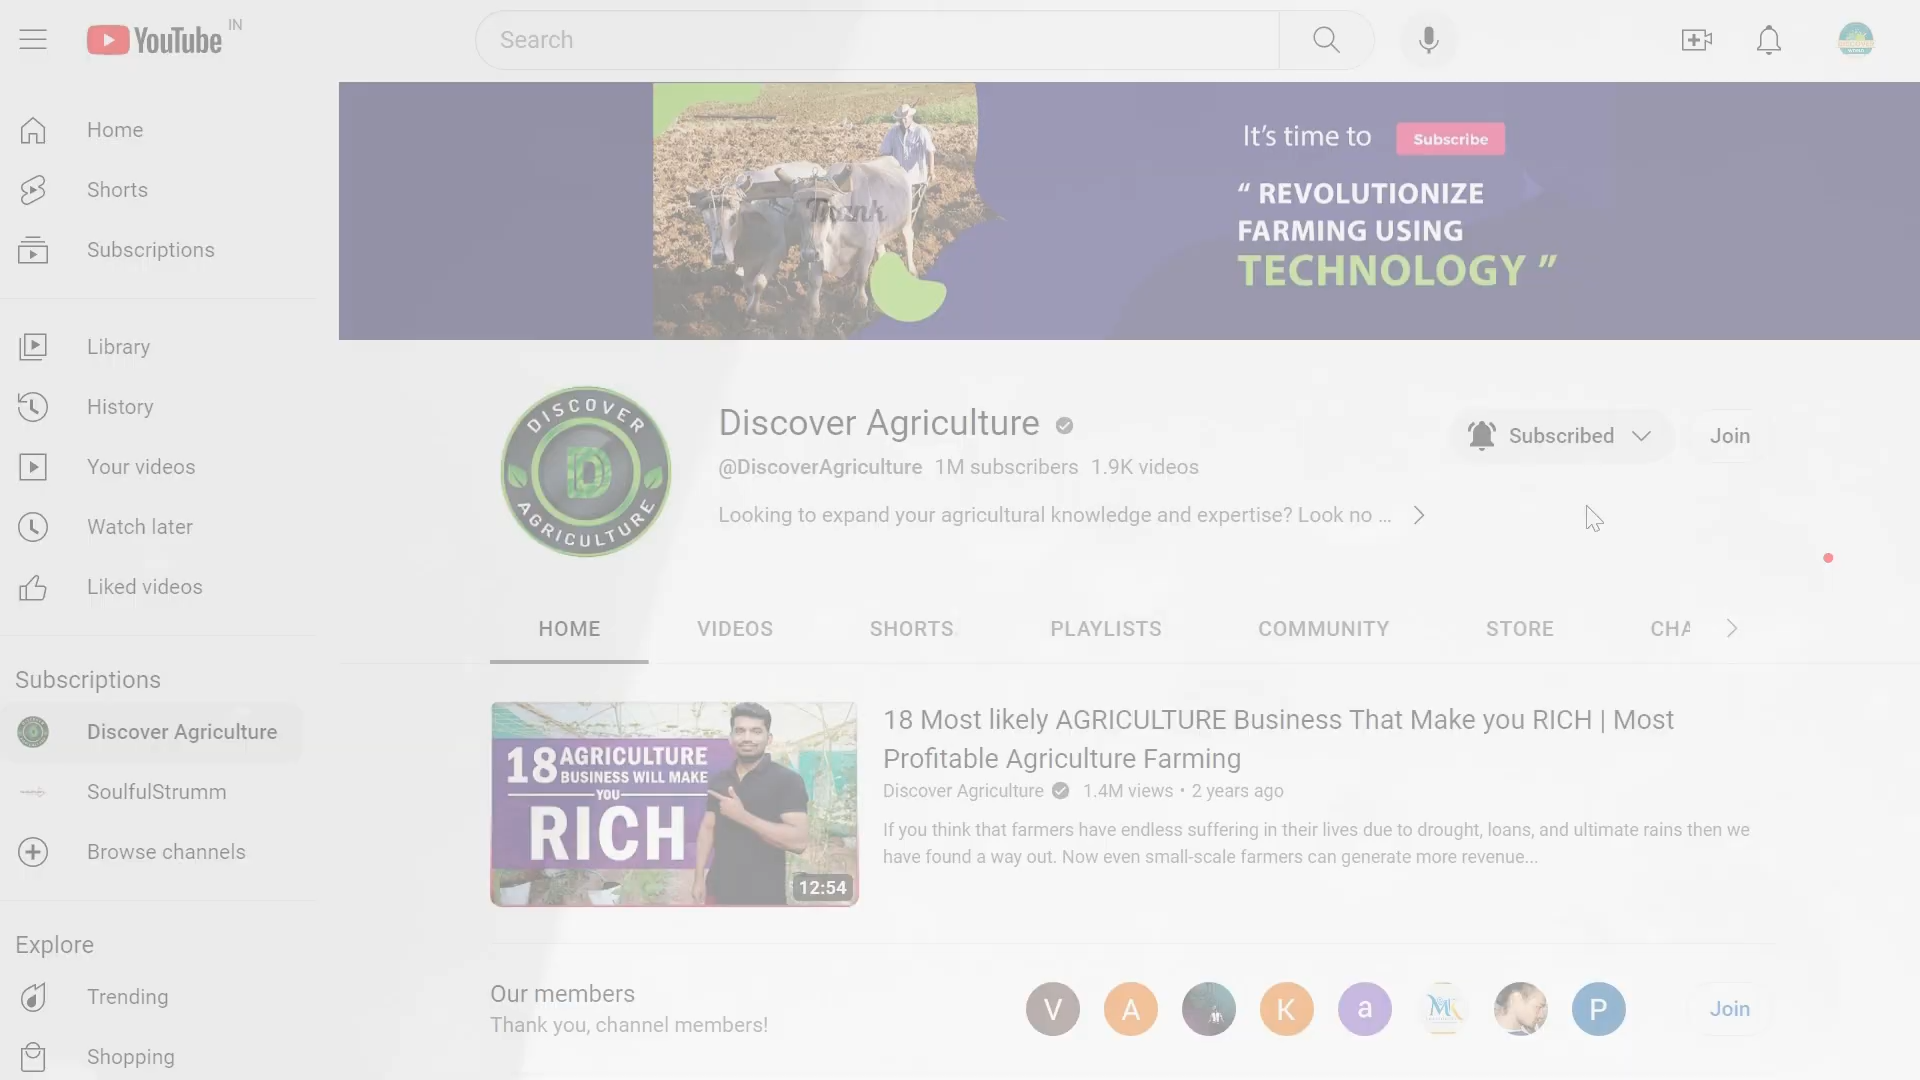 YouTube IN
Search
Home
Shorts
Subscriptions
Library
History
Your videos
Watch later
Liked videos
Subscriptions
Discover Agriculture
SoulfulStrumm
Browse channels
Explore
Trending
Shopping
Thank
It's time to Subscribe
“ REVOLUTIONIZE
FARMING USING
TECHNOLOGY ”
DISCOVER
D
AGRICULTURE
Discover Agriculture
@DiscoverAgriculture 1M subscribers 1.9K videos
Looking to expand your agricultural knowledge and expertise? Look no ...
Subscribed
Join
HOME VIDEOS SHORTS PLAYLISTS COMMUNITY STORE CHA
18 AGRICULTURE
BUSINESS WILL MAKE
YOU
RICH
12:54
18 Most likely AGRICULTURE Business That Make you RICH | Most
Profitable Agriculture Farming
Discover Agriculture 1.4M views • 2 years ago
If you think that farmers have endless suffering in their lives due to drought, loans, and ultimate rains then we
have found a way out. Now even small-scale farmers can generate more revenue...
Our members
Thank you, channel members!
V A K a M P
Join